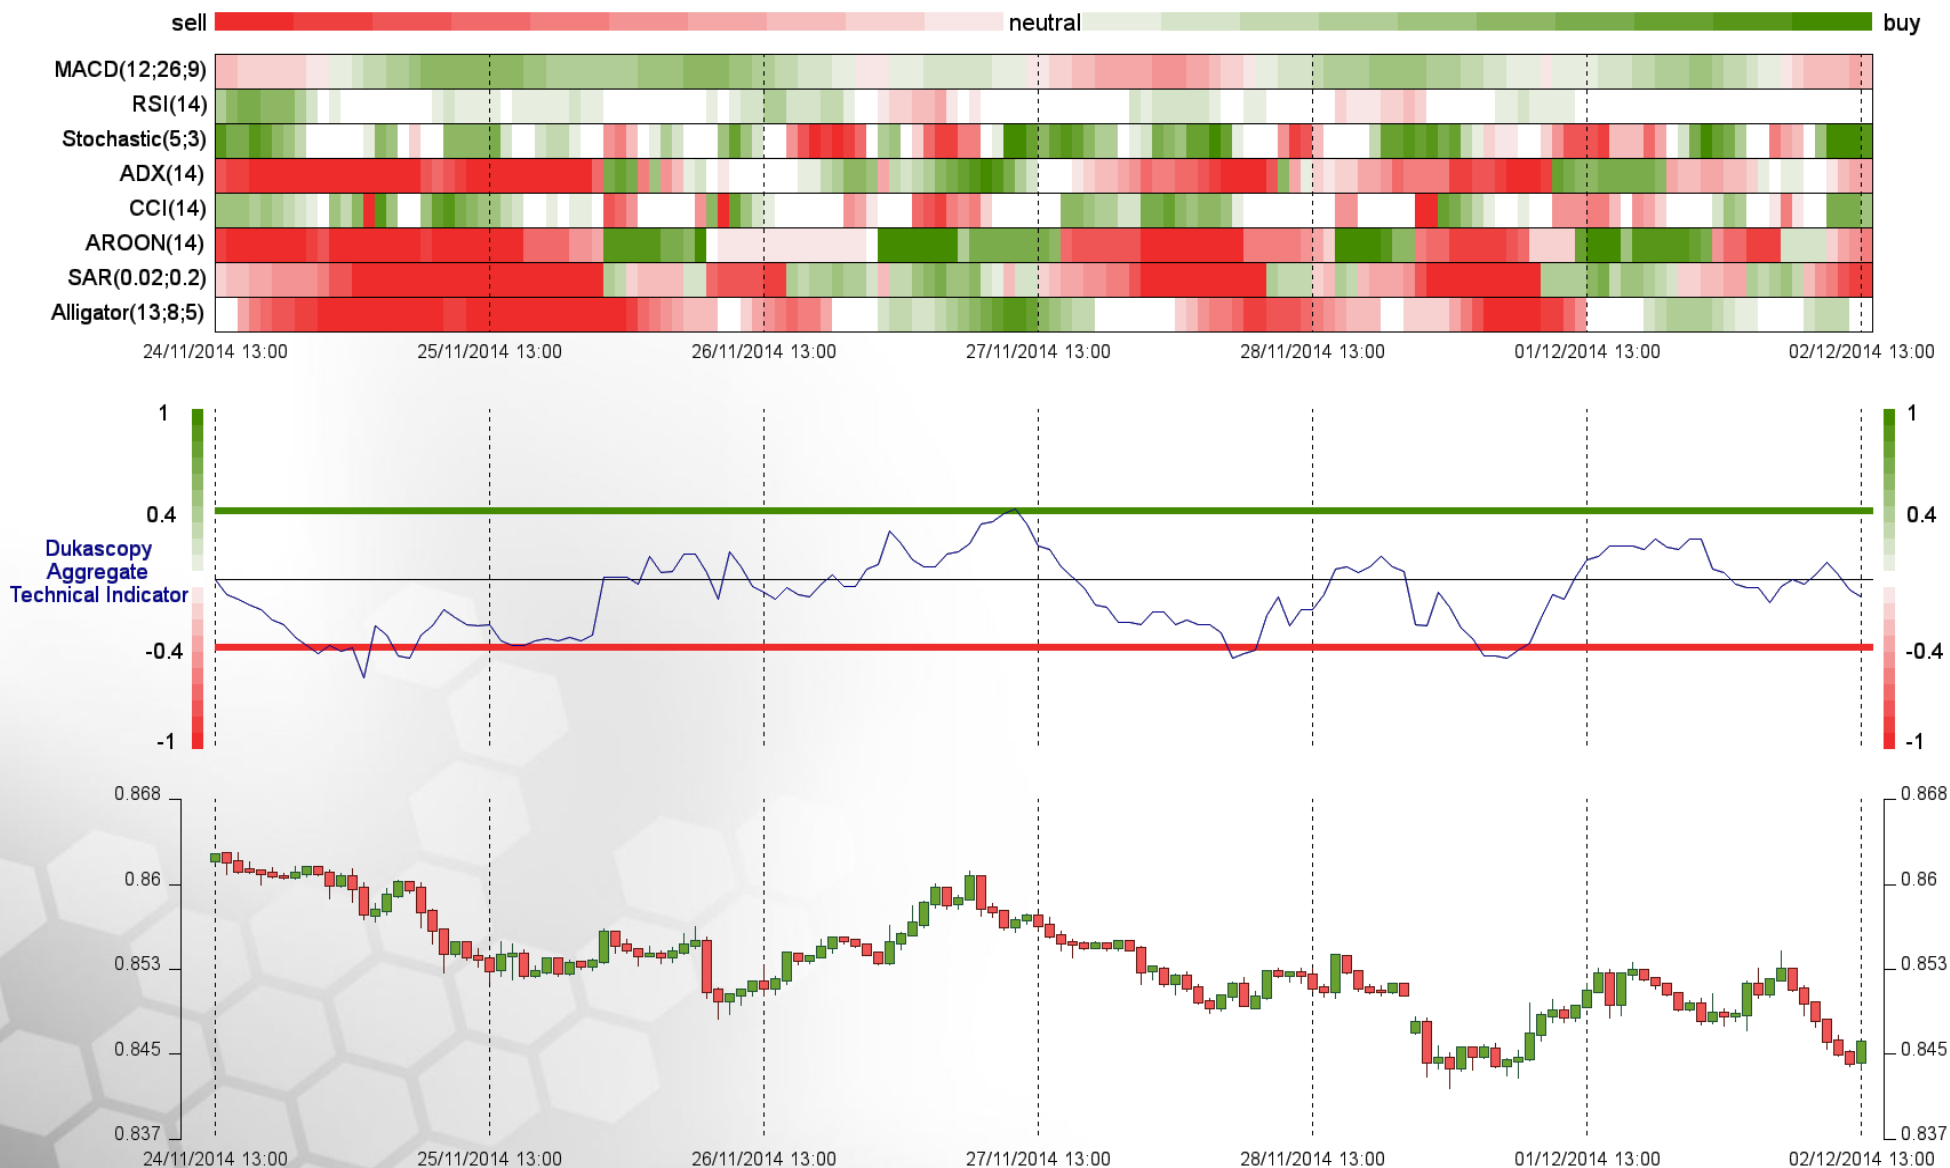 sell neutral buy
MACD(12;26;9)
RSI(14)
Stochastic(5;3)
ADX(14)
CCI(14)
AROON(14)
SAR(0.02;0.2)
Alligator(13;8;5)
24/11/2014 13:00 25/11/2014 13:00 26/11/2014 13:00 27/11/2014 13:00 28/11/2014 13:00 01/12/2014 13:00 02/12/2014 13:00
1 1
0.4 0.4
Dukascopy
Aggregate
Technical Indicator
-0.4 -0.4
-1 -1
0.868 0.868
0.86 0.86
0.853 0.853
0.845 0.845
0.837 0.837
24/11/2014 13:00 25/11/2014 13:00 26/11/2014 13:00 27/11/2014 13:00 28/11/2014 13:00 01/12/2014 13:00 02/12/2014 13:00